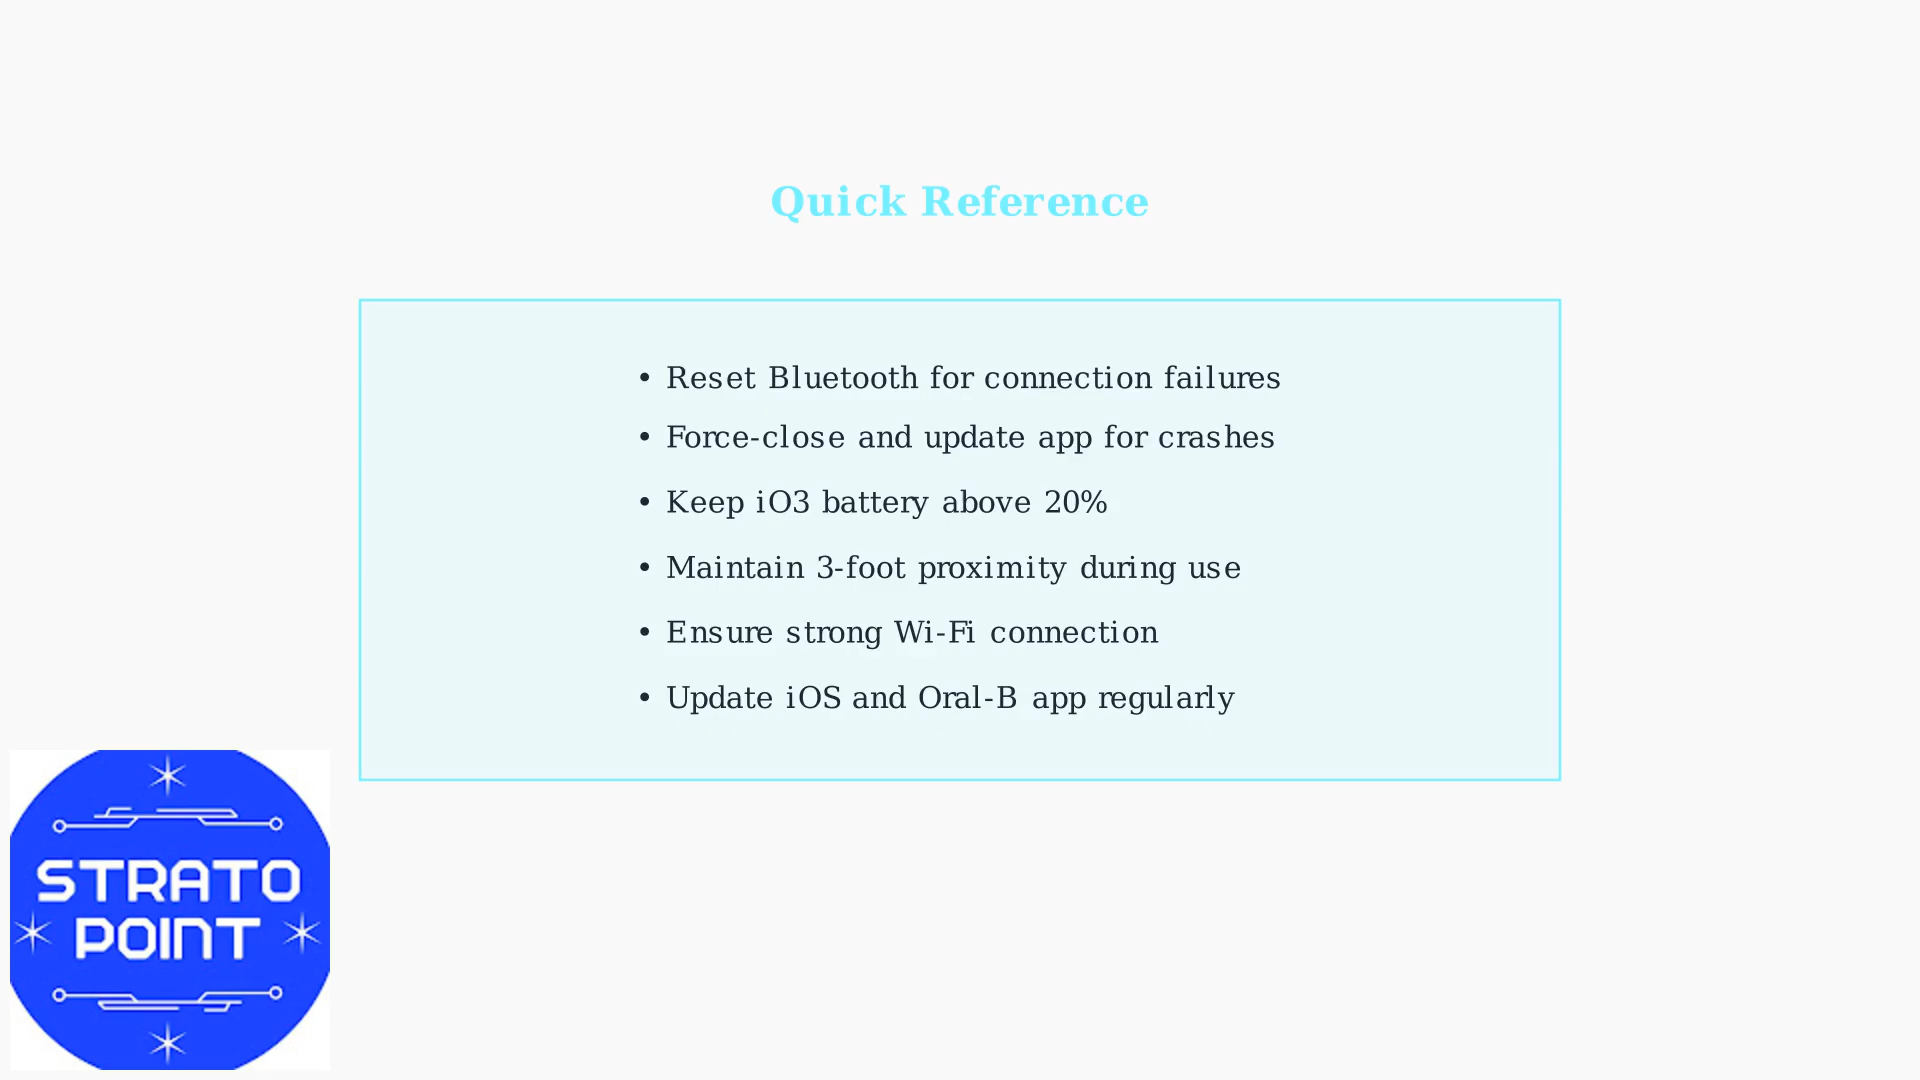 Quick Reference
• Reset Bluetooth for connection failures
• Force-close and update app for crashes
• Keep iO3 battery above 20%
• Maintain 3-foot proximity during use
• Ensure strong Wi-Fi connection
• Update iOS and Oral-B app regularly
STRATO
POINT